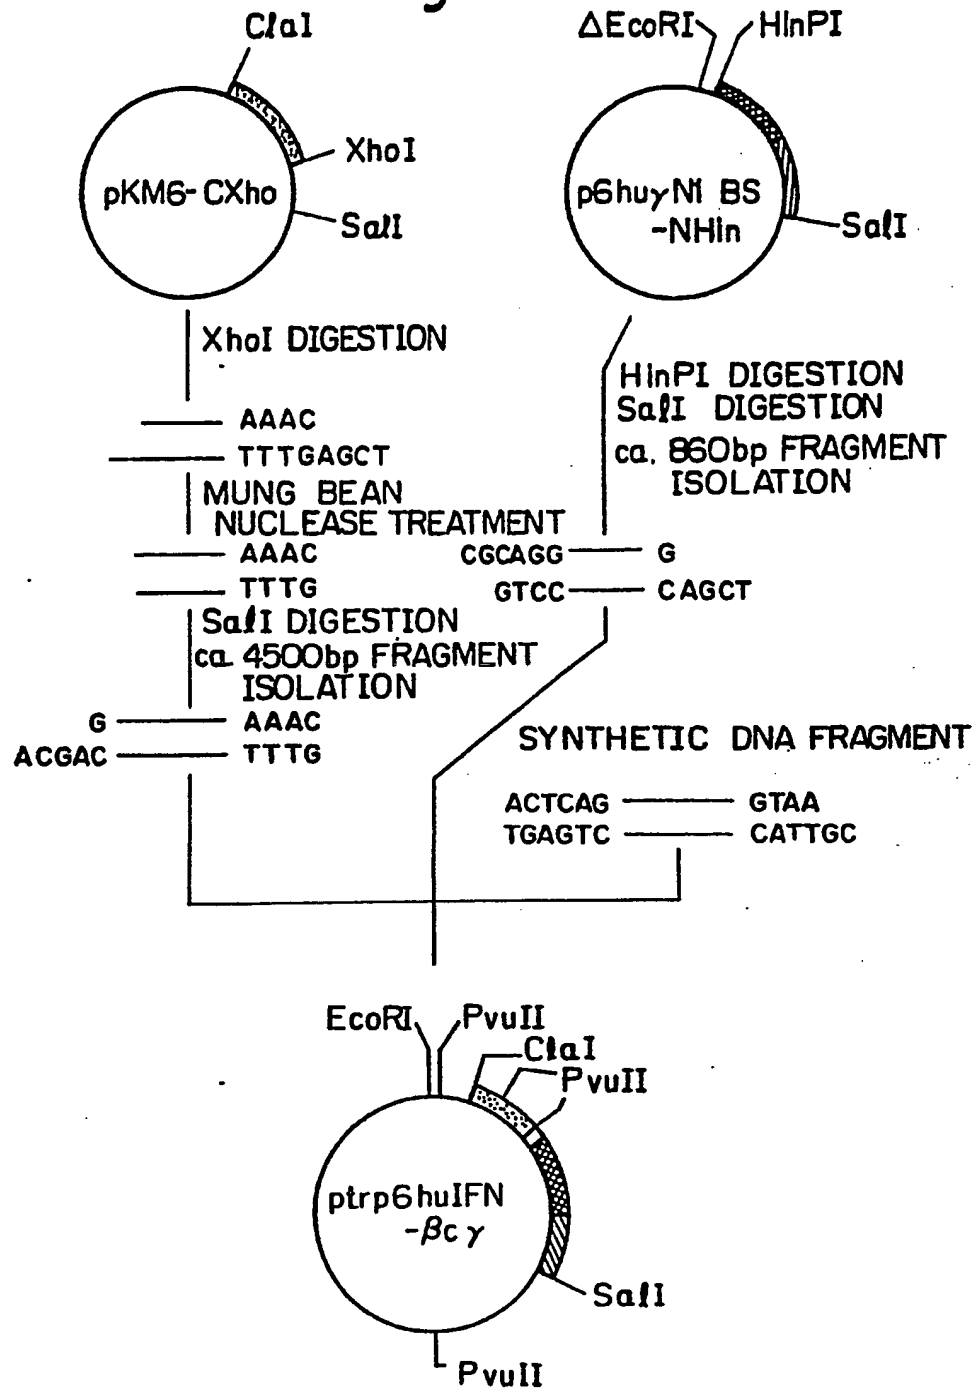 ClaI
XhoI
pKM6-CXho
SalI
XhoI DIGESTION
AAAC
TTTGAGCT
MUNG BEAN
NUCLEASE TREATMENT
AAAC
TTTG
SalI DIGESTION
ca. 4500bp FRAGMENT
ISOLATION
G AAAC
ACGAC TTTG
ΔEcoRI HinPI
p6huγN1 BS
-NHin
SalI
HinPI DIGESTION
SalI DIGESTION
ca. 860bp FRAGMENT
ISOLATION
CGCAGG G
GTCC CAGCT
SYNTHETIC DNA FRAGMENT
ACTCAG GTAA
TGAGTC CATTGC
EcoRI PvuII
ClaI
PvuII
ptrp6huIFN
-βcγ
SalI
PvuII